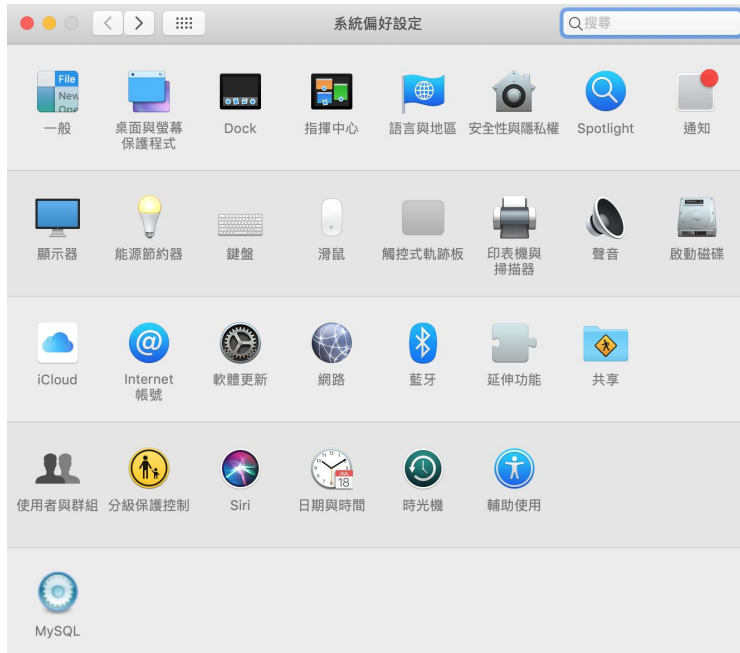 系統偏好設定
搜尋
File
New
Ope
一般
桌面與螢幕
保護程式
Dock
指揮中心
語言與地區
安全性與隱私權
Spotlight
通知
顯示器
能源節約器
鍵盤
滑鼠
觸控式軌跡板
印表機與
掃描器
聲音
啟動磁碟
iCloud
Internet
帳號
軟體更新
網路
藍牙
延伸功能
共享
使用者與群組
分級保護控制
Siri
JUL
18
日期與時間
時光機
輔助使用
MySQL